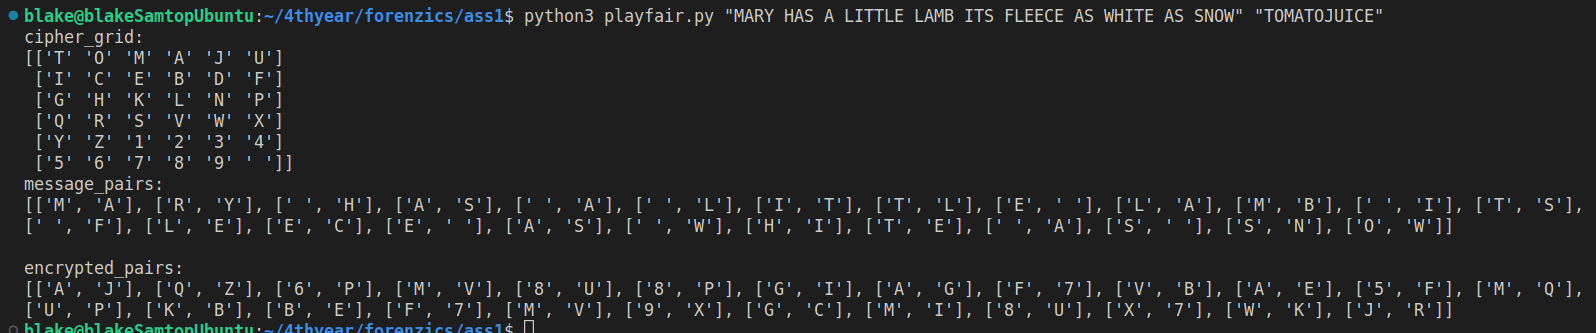 blake@blakeSamtopUbuntu:~/4thyear/forenzics/ass1$ python3 playfair.py "MARY HAS A LITTLE LAMB ITS FLEECE AS WHITE AS SNOW" "TOMATOJUICE"
cipher_grid:
[['T' 'O' 'M' 'A' 'J' 'U']
 ['I' 'C' 'E' 'B' 'D' 'F']
 ['G' 'H' 'K' 'L' 'N' 'P']
 ['Q' 'R' 'S' 'V' 'W' 'X']
 ['Y' 'Z' '1' '2' '3' '4']
 ['5' '6' '7' '8' '9' ' ']]
message_pairs:
[['M', 'A'], ['R', 'Y'], [' ', 'H'], ['A', 'S'], [' ', 'A'], [' ', 'L'], ['I', 'T'], ['T', 'L'], ['E', ' '], ['L', 'A'], ['M', 'B'], [' ', 'I'], ['T', 'S'],
[' ', 'F'], ['L', 'E'], ['E', 'C'], ['E', ' '], ['A', 'S'], [' ', 'W'], ['H', 'I'], ['T', 'E'], [' ', 'A'], ['S', ' '], ['S', 'N'], ['O', 'W']]
encrypted_pairs:
[['A', 'J'], ['Q', 'Z'], ['6', 'P'], ['M', 'V'], ['8', 'U'], ['8', 'P'], ['G', 'I'], ['A', 'G'], ['F', '7'], ['V', 'B'], ['A', 'E'], ['5', 'F'], ['M', 'Q'],
['U', 'P'], ['K', 'B'], ['B', 'E'], ['F', '7'], ['M', 'V'], ['9', 'X'], ['G', 'C'], ['M', 'I'], ['8', 'U'], ['X', '7'], ['W', 'K'], ['J', 'R']]
blake@blakeSamtopUbuntu:~/4thyear/forenzics/ass1$